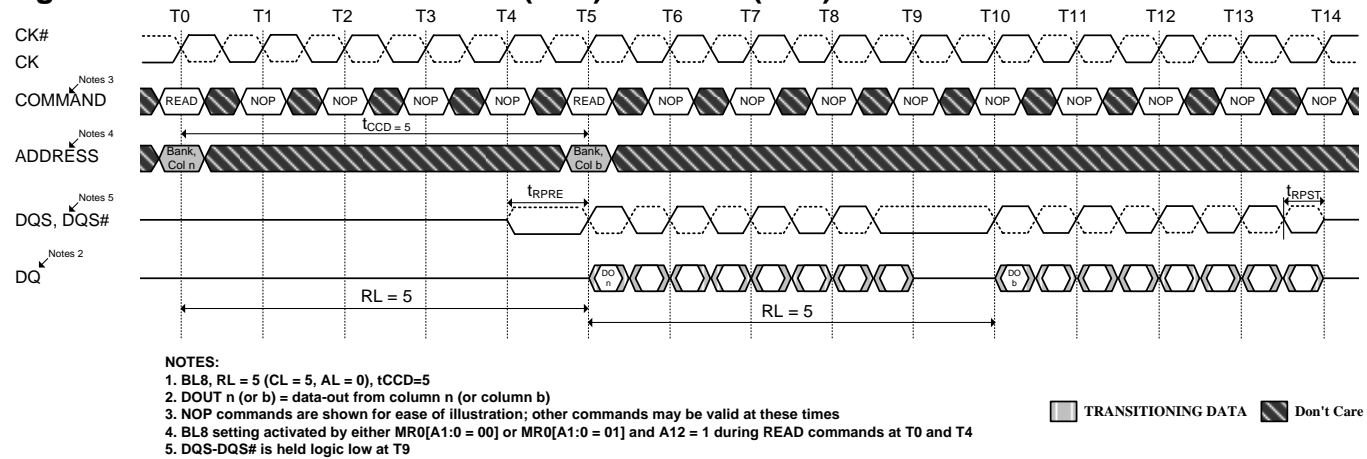 T0 T1 T2 T3 T4 T5 T6 T7 T8 T9 T10 T11 T12 T13 T14
CK#
CK
Notes 3
COMMAND READ NOP NOP NOP NOP READ NOP NOP NOP NOP NOP NOP NOP NOP NOP
tCCD = 5
Notes 4
ADDRESS Bank, Col n Bank, Col b
Notes 5
DQS, DQS# tRPRE tRPST
Notes 2
DQ DO n DO b
RL = 5
RL = 5
NOTES:
1. BL8, RL = 5 (CL = 5, AL = 0), tCCD=5
2. DOUT n (or b) = data-out from column n (or column b)
3. NOP commands are shown for ease of illustration; other commands may be valid at these times
4. BL8 setting activated by either MR0[A1:0 = 00] or MR0[A1:0 = 01] and A12 = 1 during READ commands at T0 and T4
5. DQS-DQS# is held logic low at T9
TRANSITIONING DATA Don't Care